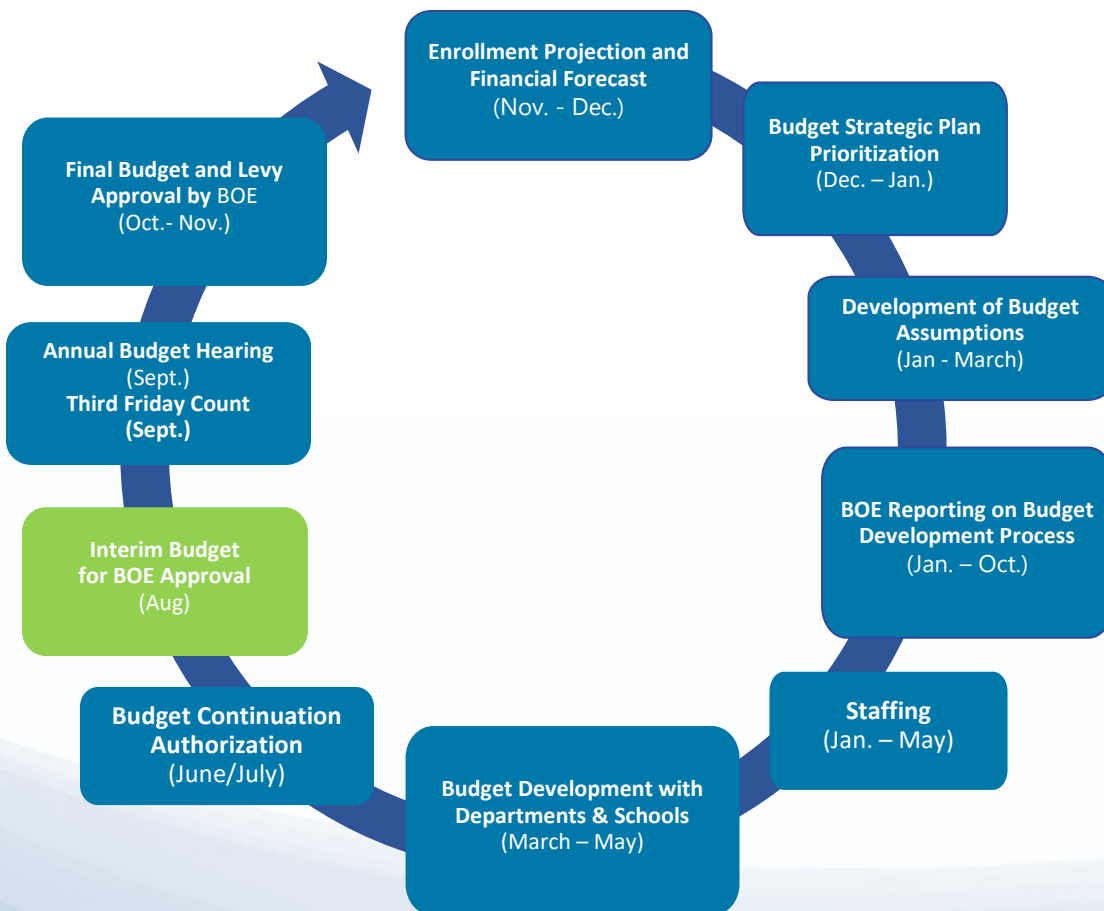 Enrollment Projection and
Financial Forecast
(Nov. - Dec.)
Budget Strategic Plan
Prioritization
(Dec. – Jan.)
Development of Budget
Assumptions
(Jan - March)
BOE Reporting on Budget
Development Process
(Jan. – Oct.)
Staffing
(Jan. – May)
Budget Development with
Departments & Schools
(March – May)
Budget Continuation
Authorization
(June/July)
Interim Budget
for BOE Approval
(Aug)
Annual Budget Hearing
(Sept.)
Third Friday Count
(Sept.)
Final Budget and Levy
Approval by BOE
(Oct.- Nov.)